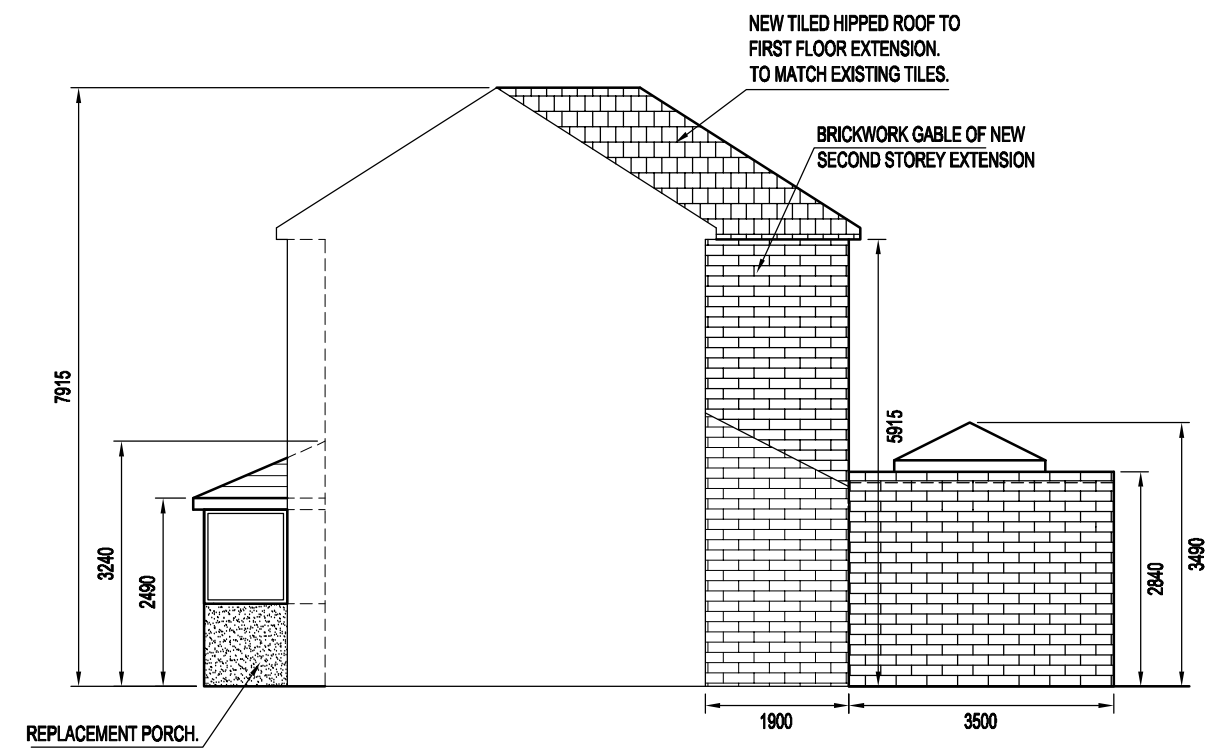 NEW TILED HIPPED ROOF TO
FIRST FLOOR EXTENSION.
TO MATCH EXISTING TILES.
BRICKWORK GABLE OF NEW
SECOND STOREY EXTENSION
7915
5915
3240
2490
3490
2840
1900
3500
REPLACEMENT PORCH.